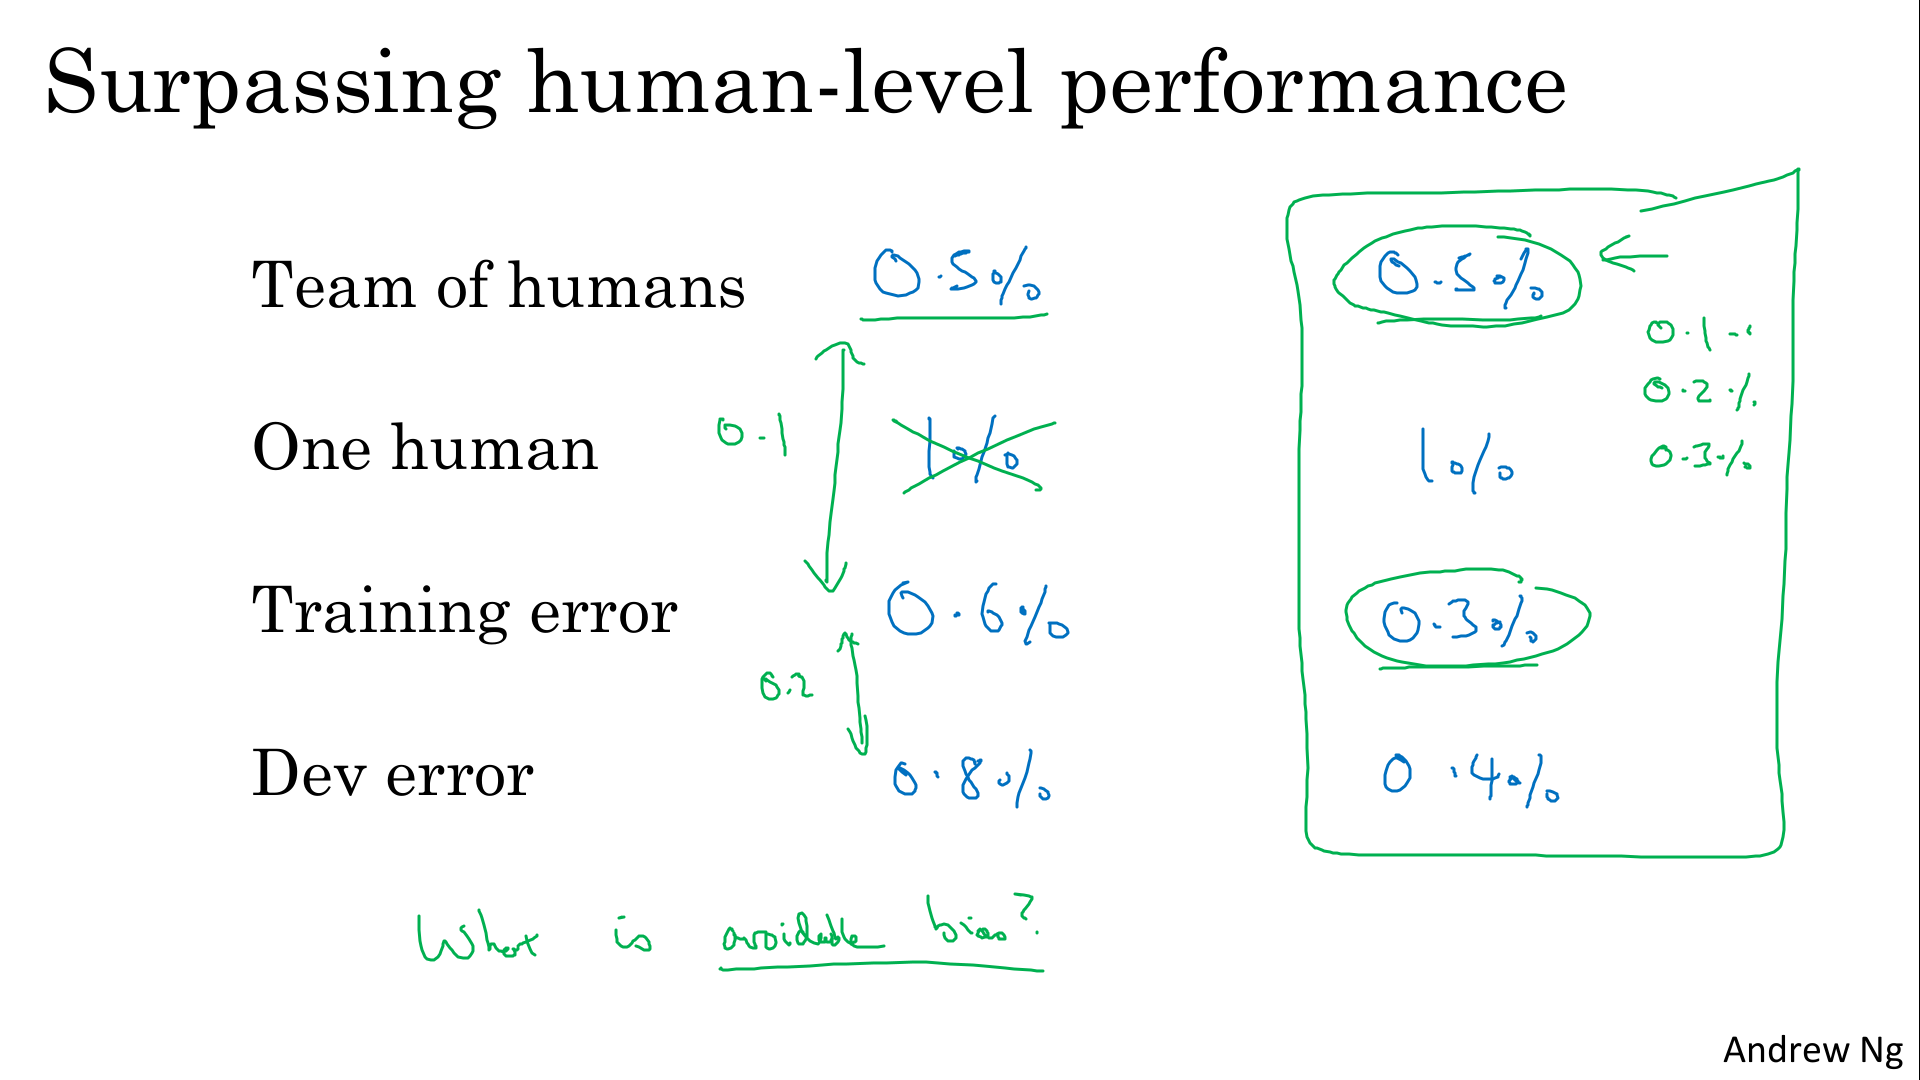 Surpassing human-level performance
Team of humans 0.5% 0.5%
0.1
0.2%
One human 0.1 1% 1% 0.3%
Training error 0.6% 0.3%
0.2
Dev error 0.8% 0.4%
What is avoidable bias?
Andrew Ng